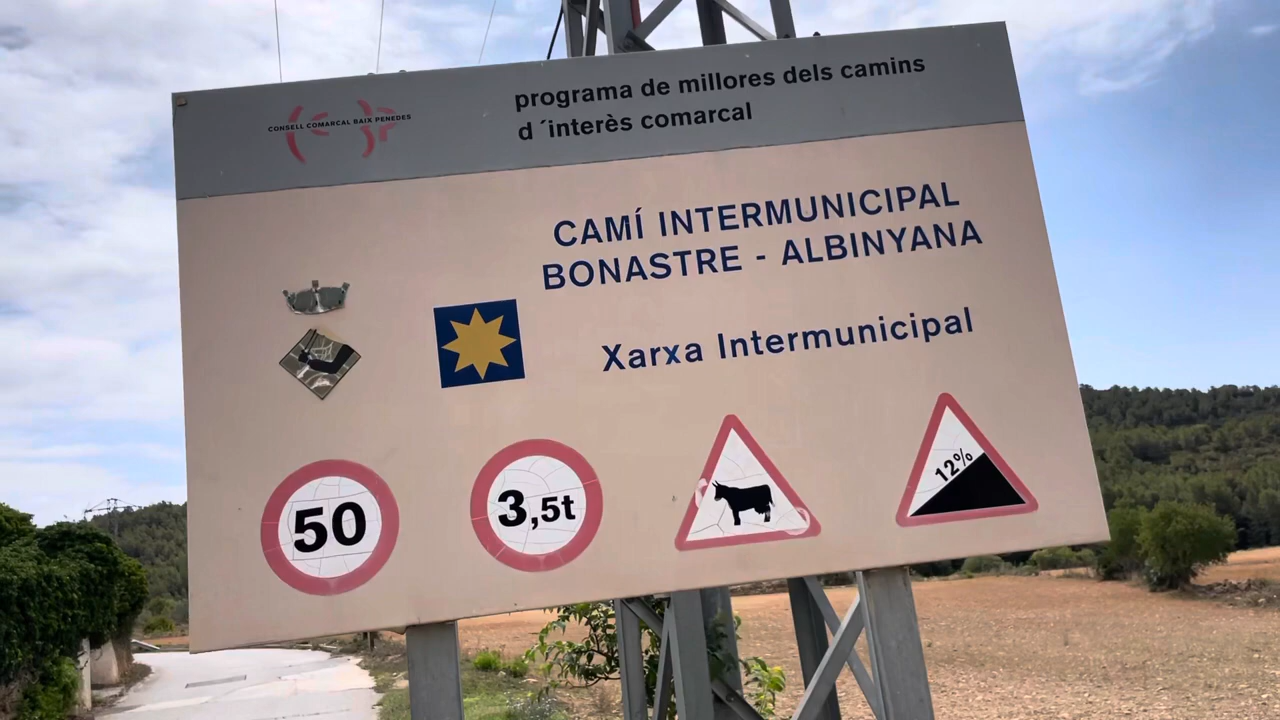 CONSELL COMARCAL BAIX PENEDES
programa de millores dels camins
d ´interès comarcal
CAMÍ INTERMUNICIPAL
BONASTRE - ALBINYANA
Xarxa Intermunicipal
50
3,5t
12%